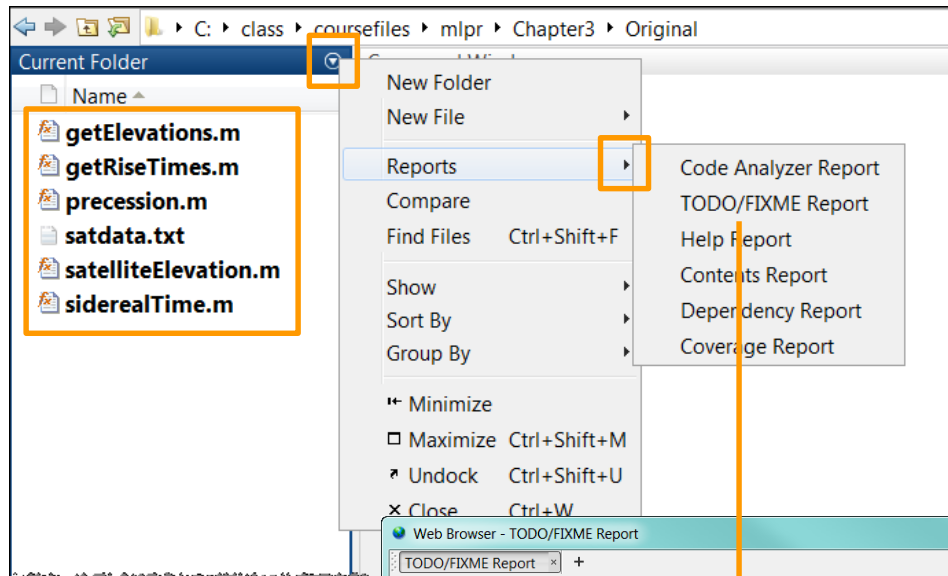 C: class coursefiles mlpr Chapter3 Original
Current Folder
Name
getElevations.m
getRiseTimes.m
precession.m
satdata.txt
satelliteElevation.m
siderealTime.m
New Folder
New File
Reports
Compare
Find Files Ctrl+Shift+F
Show
Sort By
Group By
Minimize
Maximize Ctrl+Shift+M
Undock Ctrl+Shift+U
Close Ctrl+W
Code Analyzer Report
TODO/FIXME Report
Help Report
Contents Report
Dependency Report
Coverage Report
Web Browser - TODO/FIXME Report
TODO/FIXME Report × +